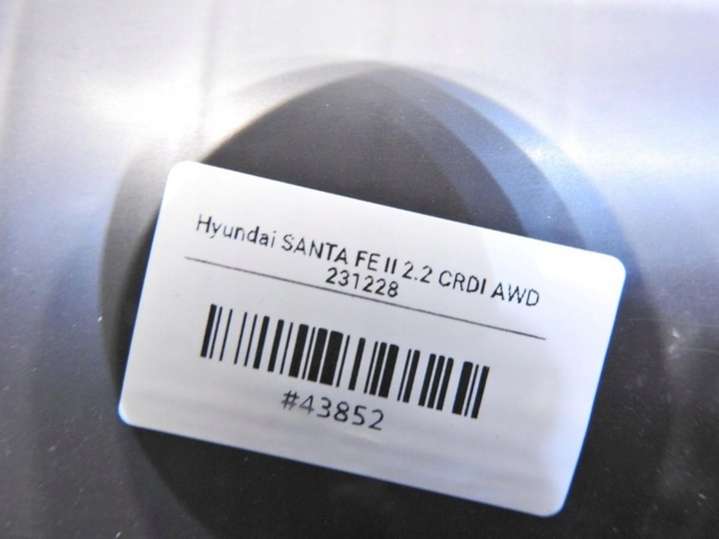 Hyundai SANTA FE II 2.2 CRDI AWD
231228
#43852